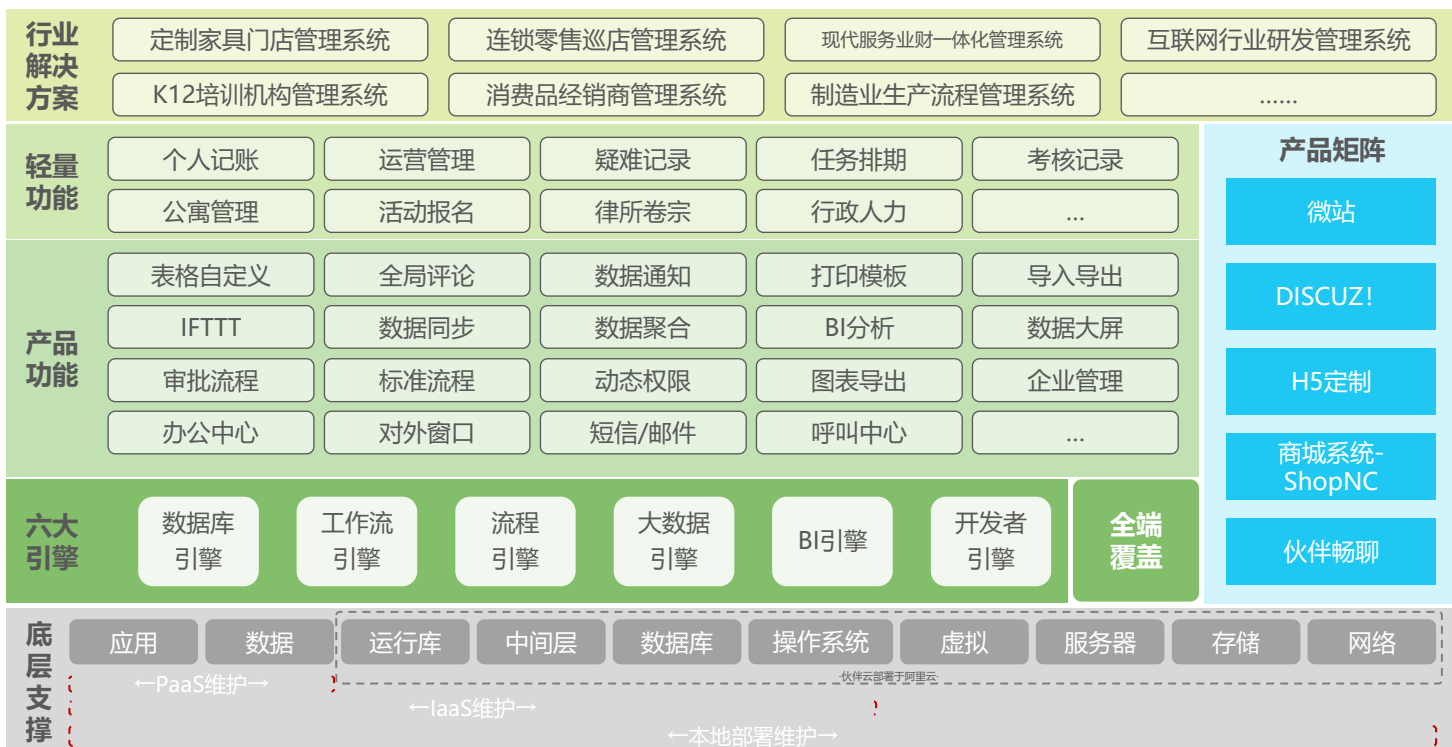 行业
解决
方案
定制家具门店管理系统
连锁零售巡店管理系统
现代服务业财一体化管理系统
互联网行业研发管理系统
K12培训机构管理系统
消费品经销商管理系统
制造业生产流程管理系统
……
轻量
功能
个人记账
运营管理
疑难记录
任务排期
考核记录
公寓管理
活动报名
律所卷宗
行政人力
…
产品
功能
表格自定义
全局评论
数据通知
打印模板
导入导出
IFTTT
数据同步
数据聚合
BI分析
数据大屏
审批流程
标准流程
动态权限
图表导出
企业管理
办公中心
对外窗口
短信/邮件
呼叫中心
…
产品矩阵
微站
DISCUZ!
H5定制
商城系统-
ShopNC
伙伴畅聊
六大
引擎
数据库
引擎
工作流
引擎
流程
引擎
大数据
引擎
BI引擎
开发者
引擎
全端
覆盖
底
层
支
撑
应用
数据
运行库
中间层
数据库
操作系统
虚拟
服务器
存储
网络
·伙伴云部署于阿里云·
←PaaS维护→
←IaaS维护→
←本地部署维护→